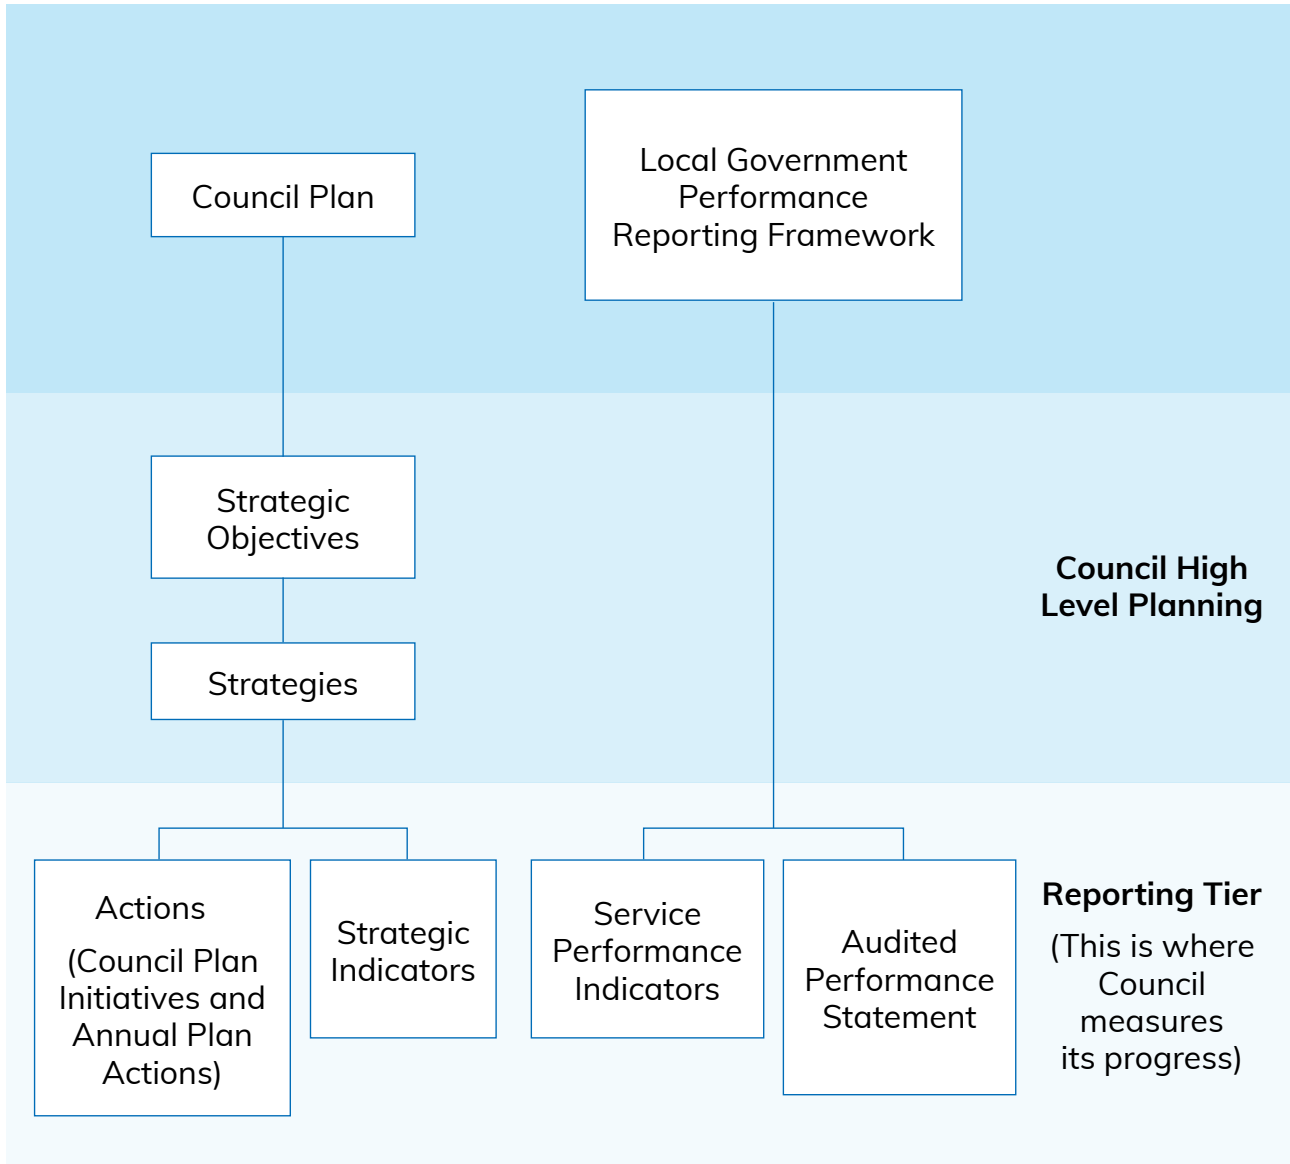 Council Plan
Local Government
Performance
Reporting Framework
Strategic
Objectives
Strategies
Council High
Level Planning
Actions
(Council Plan
Initiatives and
Annual Plan
Actions)
Strategic
Indicators
Service
Performance
Indicators
Audited
Performance
Statement
Reporting Tier
(This is where
Council
measures
its progress)